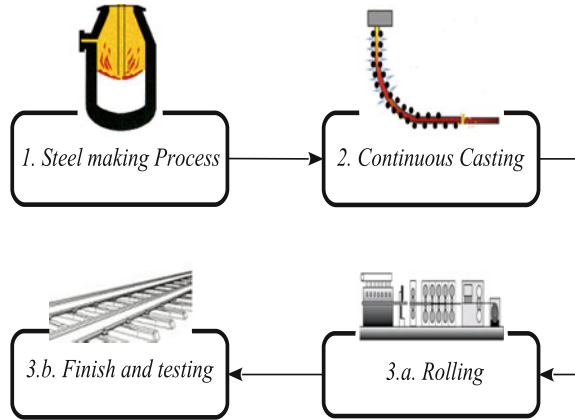 1. Steel making Process
2. Continuous Casting
3.b. Finish and testing
3.a. Rolling